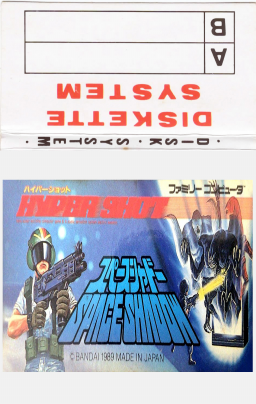 B
A
DISKETTE
SYSTEM
• DISK • SYSTEM •
ハイパーショット
ファミリーコンピュータ
HYPER SHOT
スペースシャドー
SPACE SHADOW
© BANDAI 1989 MADE IN JAPAN